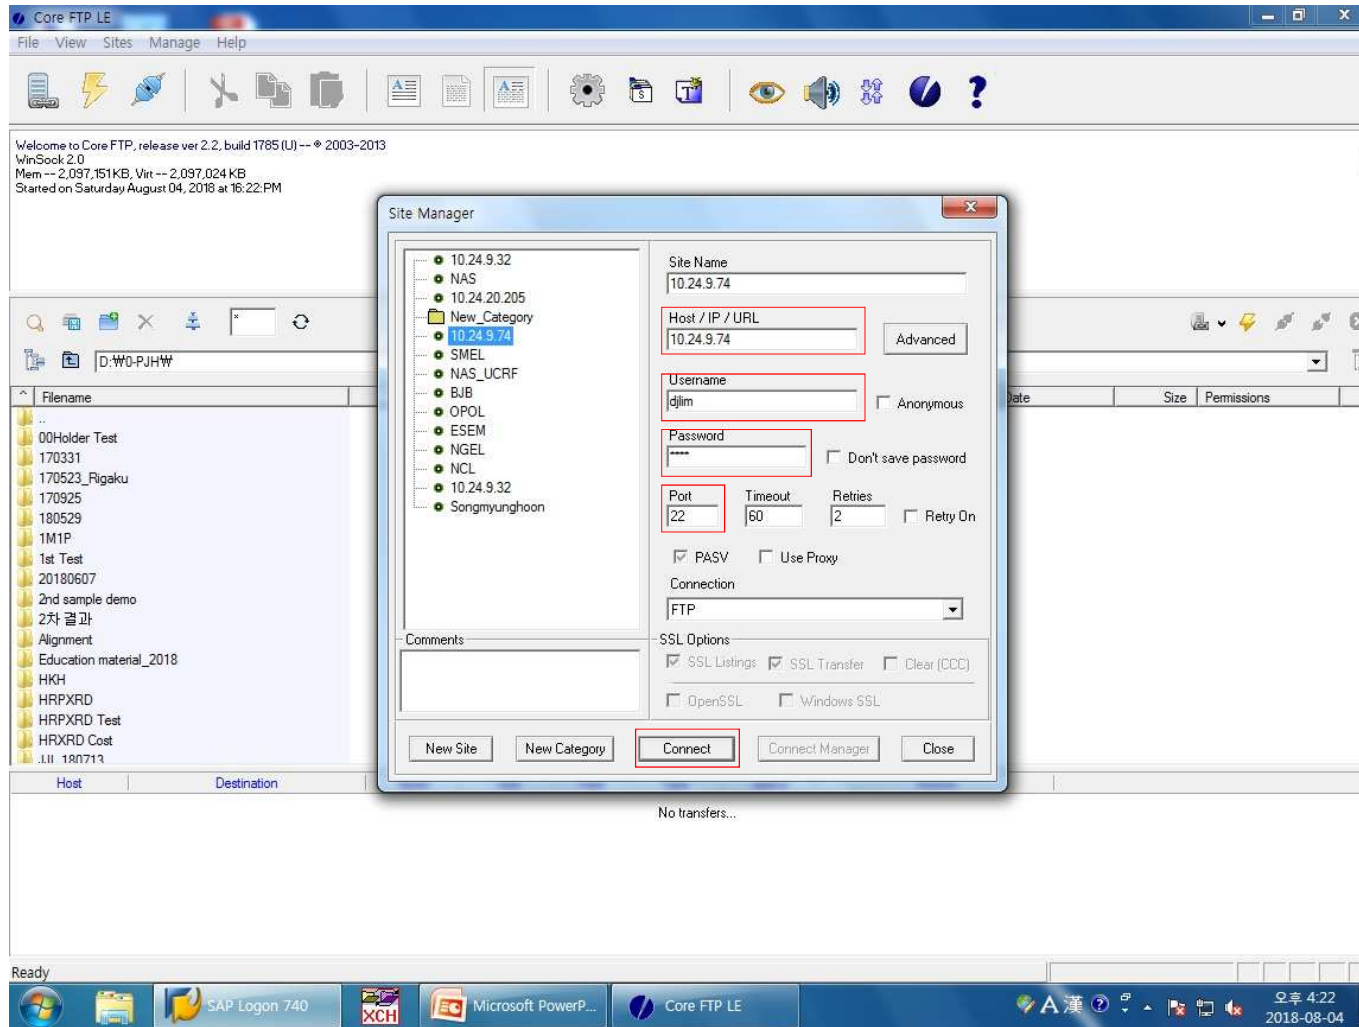 Core FTP LE
File View Sites Manage Help
Welcome to Core FTP, release ver 2.2, build 1785 (U) -- © 2003-2013
WinSock 2.0
Mem -- 2,097,151 KB, Virt -- 2,097,024 KB
Started on Saturday August 04, 2018 at 16:22:PM
Site Manager
10.24.9.32
NAS
10.24.20.205
New_Category
10.24.9.74
SMEL
NAS_UCRF
BJB
OPOL
ESEM
NGEL
NCL
10.24.9.32
Songmyunghoon
Comments
Site Name
10.24.9.74
Host / IP / URL
10.24.9.74
Advanced
Username
djlim
Anonymous
Password
****
Don't save password
Port Timeout Retries
22 60 2 Retry On
PASV Use Proxy
Connection
FTP
SSL Options
SSL Listings SSL Transfer Clear (CCC)
OpenSSL Windows SSL
New Site New Category Connect Connect Manager Close
*
D:₩0-PJH₩
^ Filename
..
00Holder Test
170331
170523_Rigaku
170925
180529
1M1P
1st Test
20180607
2nd sample demo
2차 결과
Alignment
Education material_2018
HKH
HRPXRD
HRPXRD Test
HRXRD Cost
JJL 180713
Date Size Permissions
Host Destination
No transfers...
Ready
SAP Logon 740
XCH
Microsoft PowerP...
Core FTP LE
A 漢
오후 4:22
2018-08-04